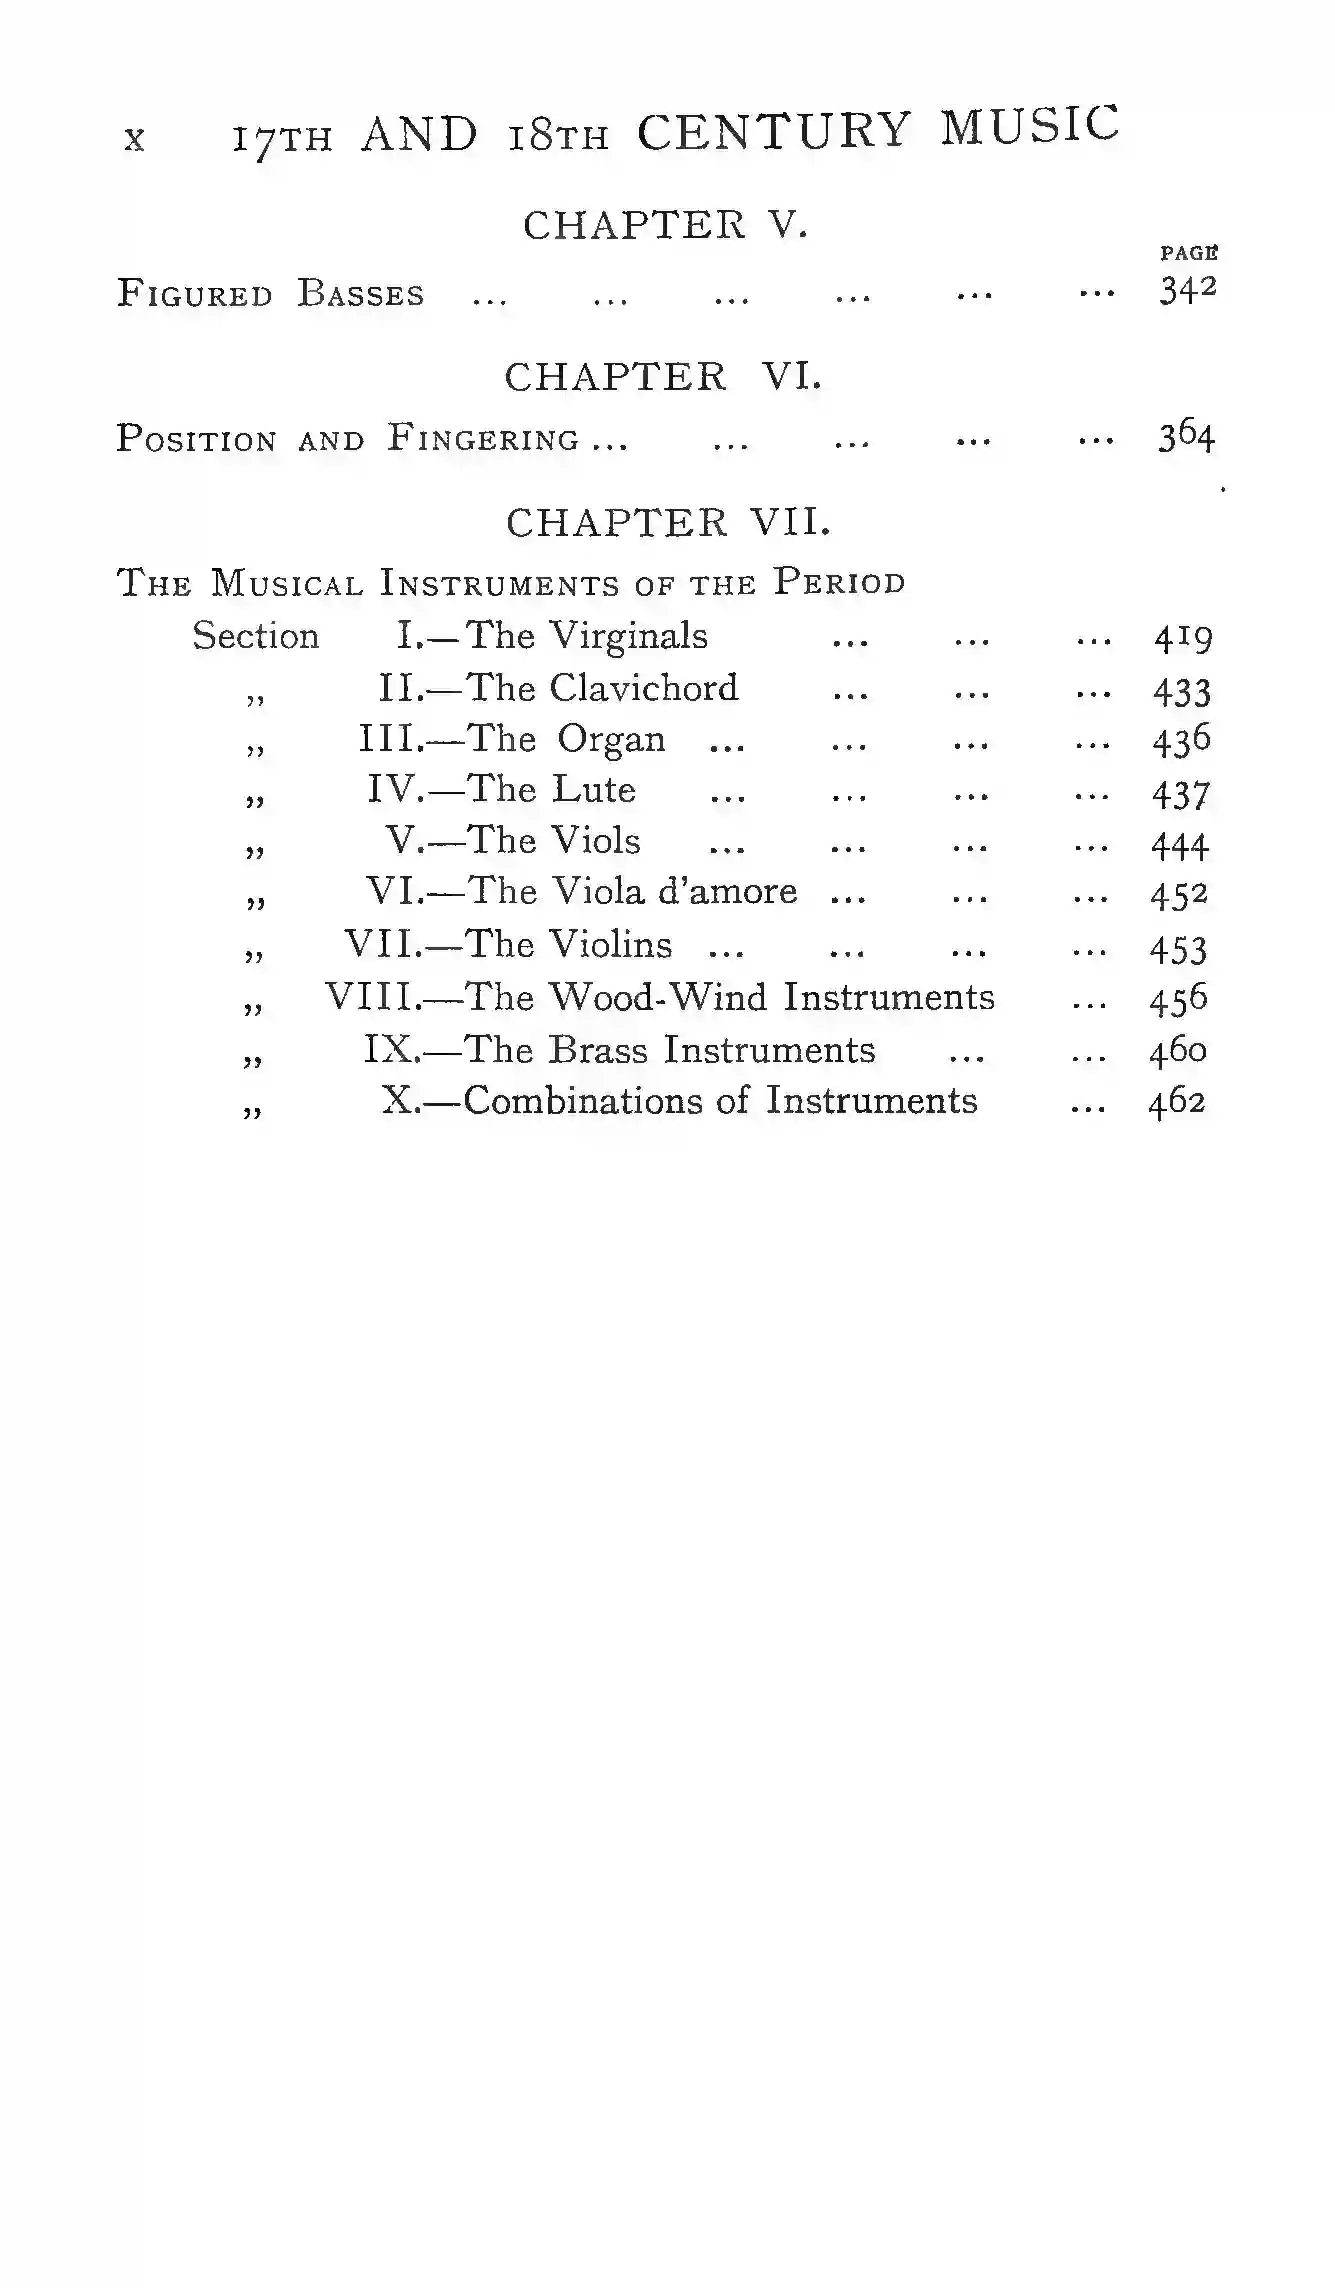 x 17TH AND 18TH CENTURY MUSIC
CHAPTER V.
PAGE
FIGURED BASSES ... ... ... ... ... ... 342
CHAPTER VI.
POSITION AND FINGERING ... ... ... ... ... 364
CHAPTER VII.
THE MUSICAL INSTRUMENTS OF THE PERIOD
Section I.—The Virginals ... ... ... 419
„ II.—The Clavichord ... ... ... 433
„ III.—The Organ ... ... ... ... 436
„ IV.—The Lute ... ... ... ... 437
„ V.—The Viols ... ... ... ... 444
„ VI.—The Viola d’amore ... ... ... 452
„ VII.—The Violins ... ... ... ... 453
„ VIII.—The Wood-Wind Instruments ... 456
„ IX.—The Brass Instruments ... ... 460
„ X.—Combinations of Instruments ... 462